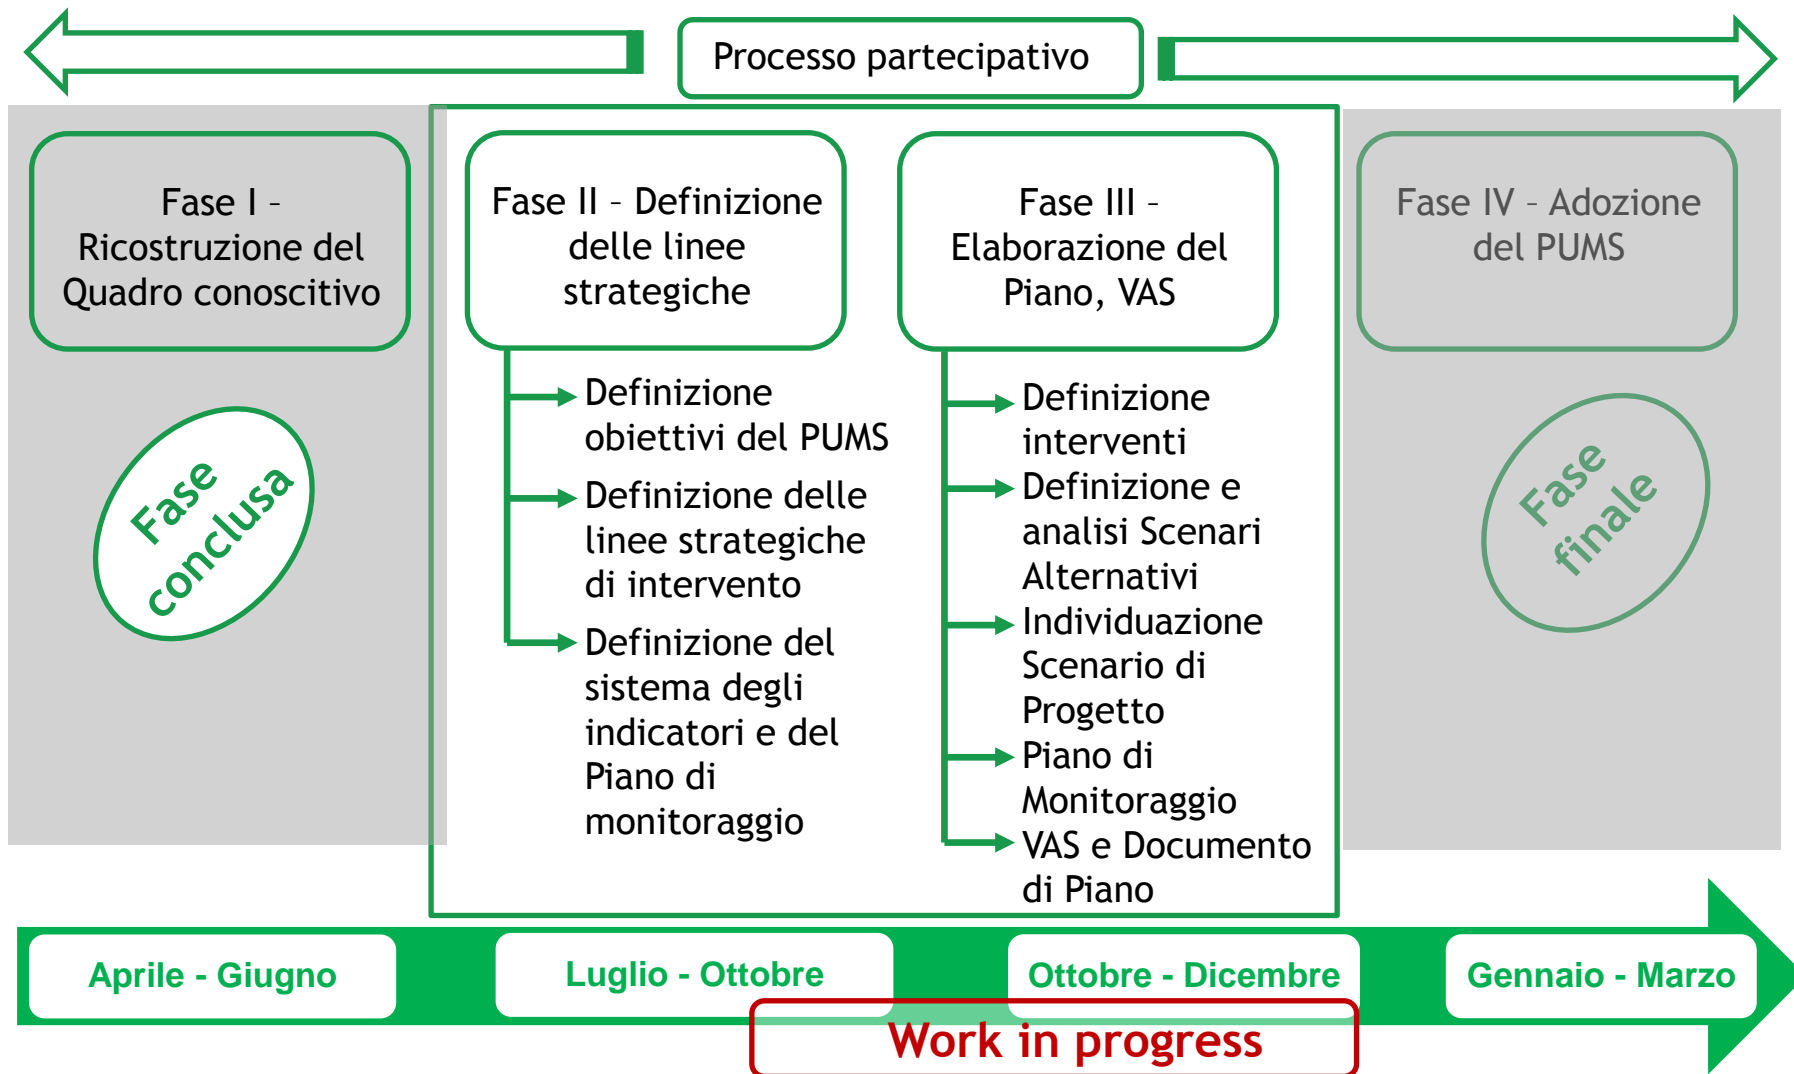 Processo partecipativo
Fase I –
Ricostruzione del
Quadro conoscitivo
Fase
conclusa
Fase II – Definizione
delle linee
strategiche
Definizione
obiettivi del PUMS
Definizione delle
linee strategiche
di intervento
Definizione del
sistema degli
indicatori e del
Piano di
monitoraggio
Fase III –
Elaborazione del
Piano, VAS
Definizione
interventi
Definizione e
analisi Scenari
Alternativi
Individuazione
Scenario di
Progetto
Piano di
Monitoraggio
VAS e Documento
di Piano
Fase IV – Adozione
del PUMS
Fase
finale
Aprile - Giugno
Luglio - Ottobre
Ottobre - Dicembre
Gennaio - Marzo
Work in progress